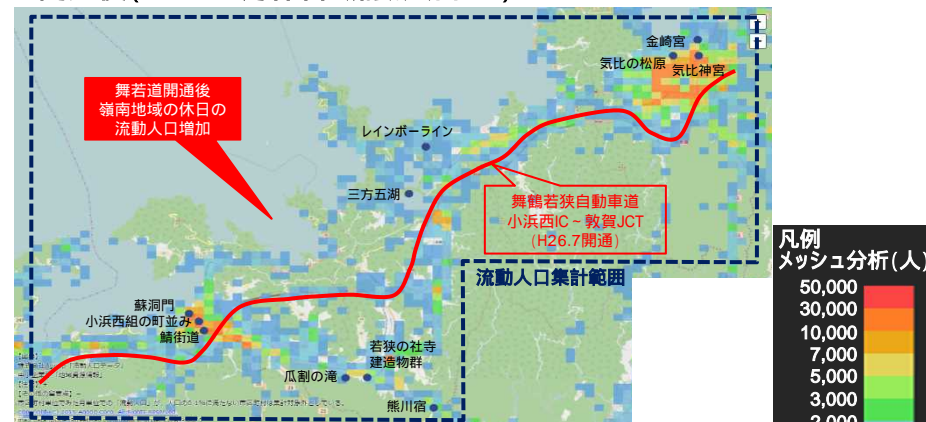 金崎宮
気比の松原
気比神宮
舞若道開通後
嶺南地域の休日の
流動人口増加
レインボーライン
三方五湖
舞鶴若狭自動車道
小浜西IC~敦賀JCT
(H26.7開通)
流動人口集計範囲
蘇洞門
小浜西組の町並み
鯖街道
若狭の社寺
建造物群
瓜割の滝
熊川宿
凡例
メッシュ分析(人)
50,000
30,000
10,000
7,000
5,000
3,000
2,000